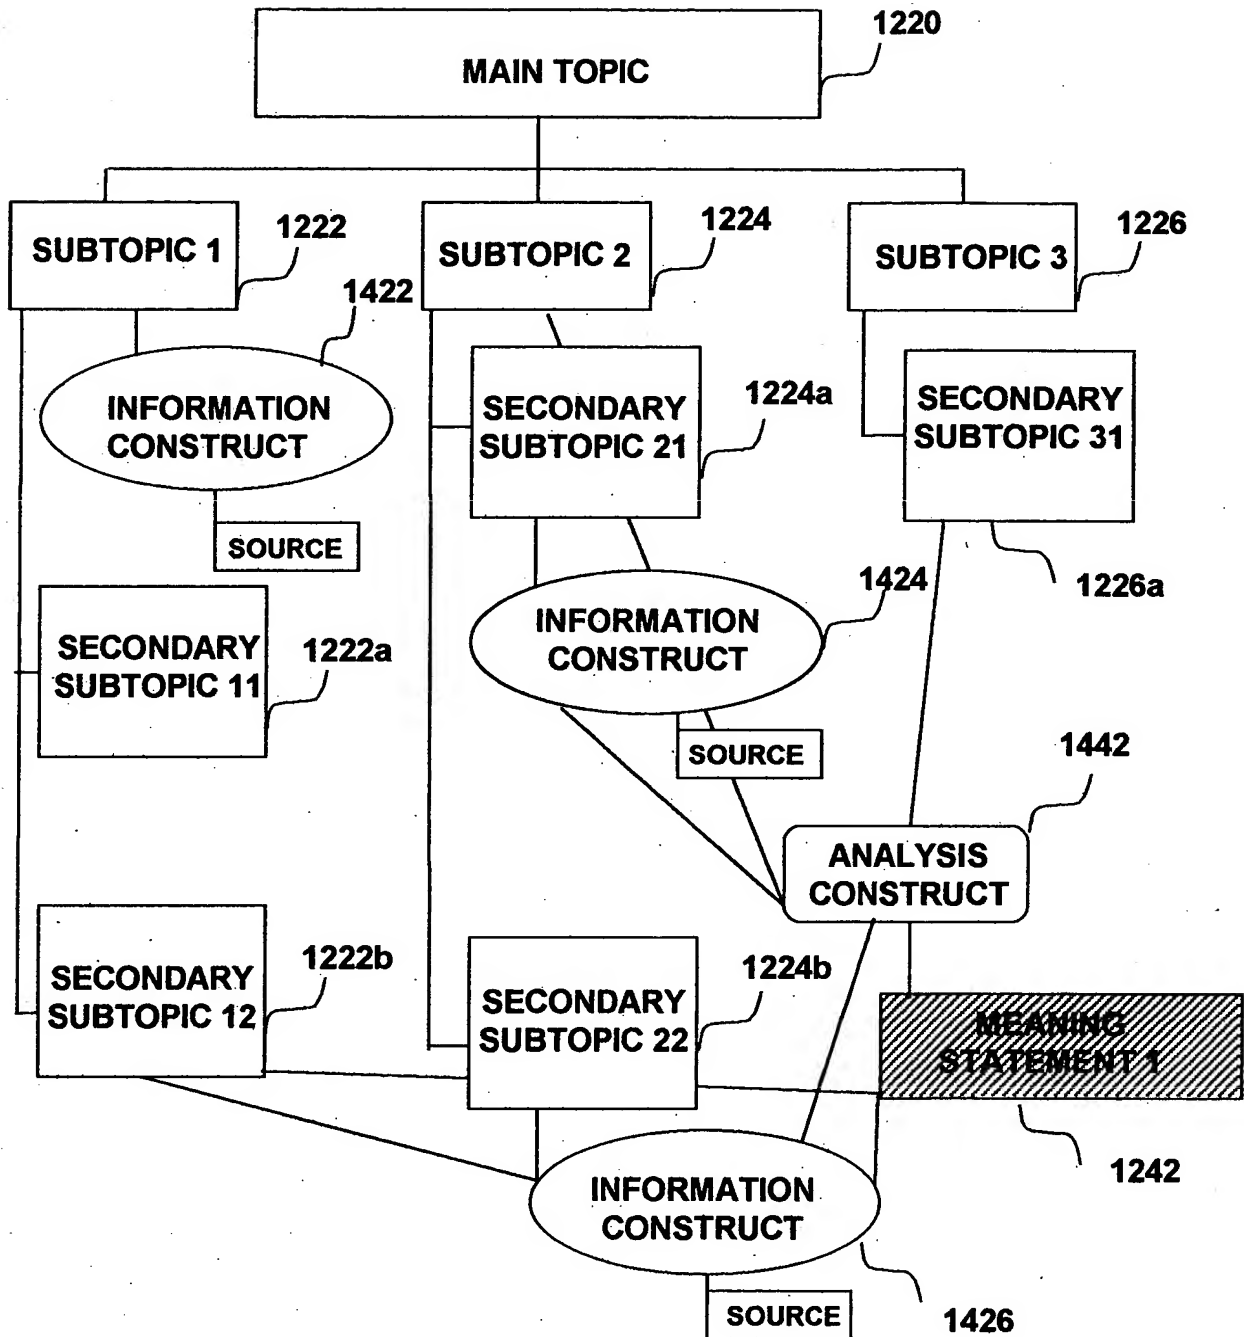 1220
MAIN TOPIC
1222
1224
1226
SUBTOPIC 1
SUBTOPIC 2
SUBTOPIC 3
1422
INFORMATION
CONSTRUCT
SECONDARY
SUBTOPIC 21
1224a
SECONDARY
SUBTOPIC 31
SOURCE
1424
1226a
INFORMATION
CONSTRUCT
SECONDARY
SUBTOPIC 11
1222a
SOURCE
1442
ANALYSIS
CONSTRUCT
SECONDARY
SUBTOPIC 12
1222b
SECONDARY
SUBTOPIC 22
1224b
MEANING
STATEMENT 1
1242
INFORMATION
CONSTRUCT
1426
SOURCE